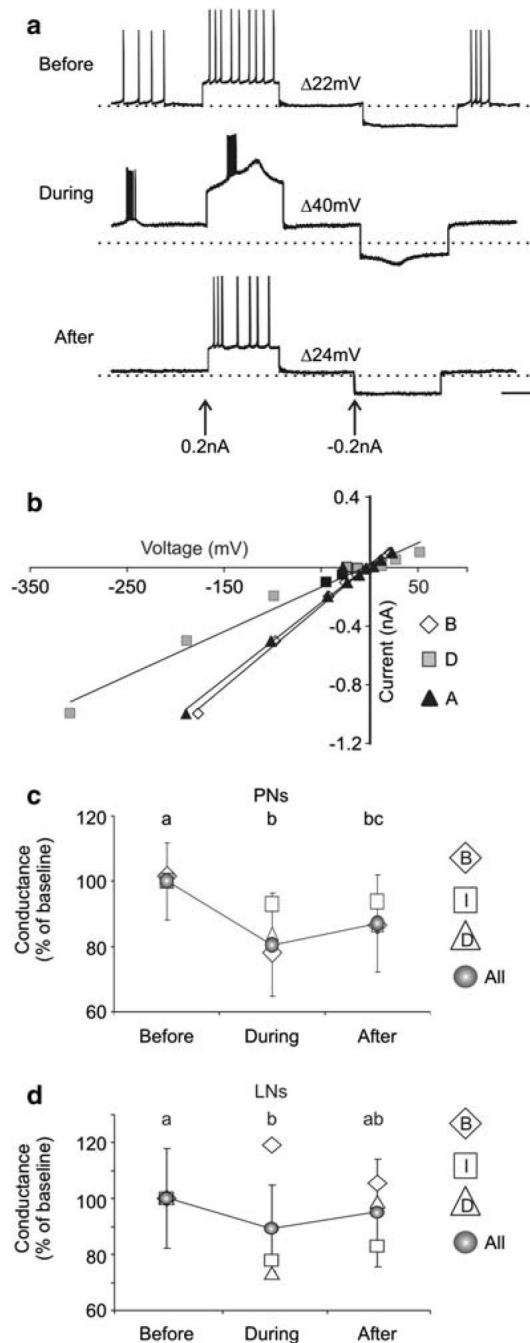 a
Before
Δ22mV
During
Δ40mV
After
Δ24mV
0.2nA
-0.2nA
b
0.4
Voltage (mV)
-350
-250
-150
50
-0.4
-0.8
-1.2
Current (nA)
B
D
A
c
PNs
120
100
80
60
a
b
bc
Conductance
(% of baseline)
Before
During
After
B
I
D
All
d
LNs
120
100
80
60
a
b
ab
Conductance
(% of baseline)
Before
During
After
B
I
D
All